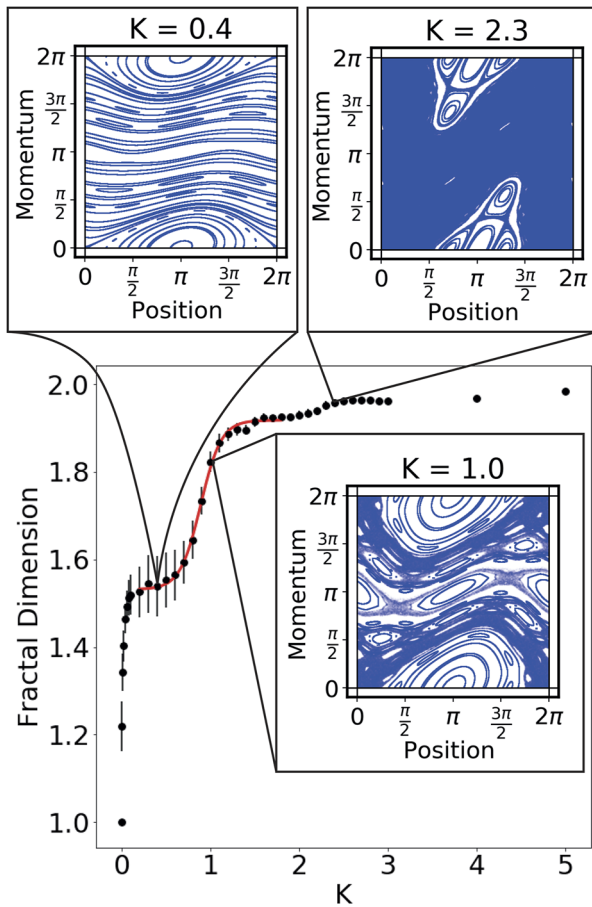 K = 0.4
2π
3π/2
π
π/2
0
Momentum
0 π/2 π 3π/2 2π
Position
K = 2.3
2π
3π/2
π
π/2
0
Momentum
0 π/2 π 3π/2 2π
Position
2.0
1.8
1.6
1.4
1.2
1.0
Fractal Dimension
K = 1.0
2π
3π/2
π
π/2
0
Momentum
0 π/2 π 3π/2 2π
Position
0 1 2 3 4 5
K